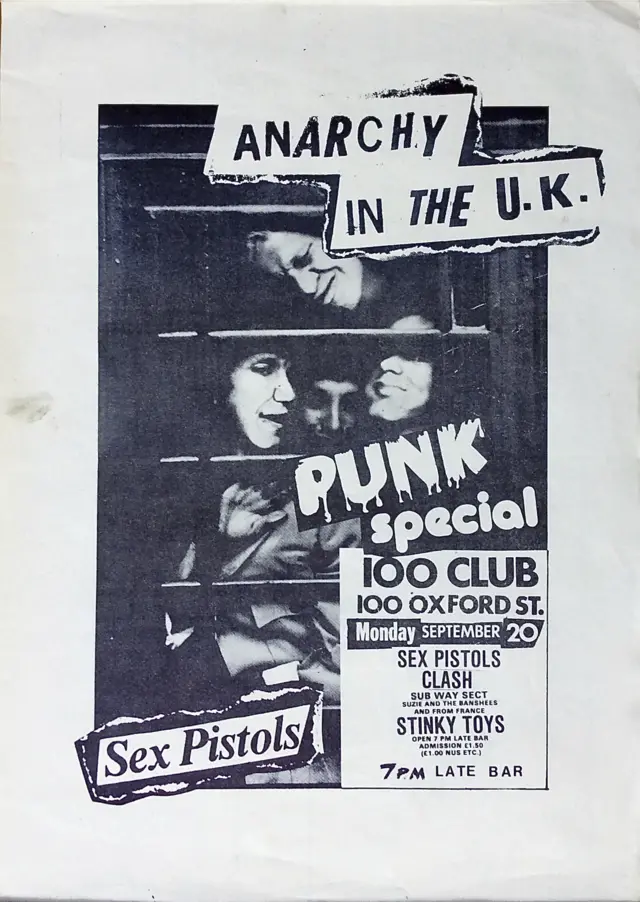 ANARCHY
IN THE U.K.
PUNK
special
100 CLUB
100 OXFORD ST.
Monday SEPTEMBER 20
SEX PISTOLS
CLASH
SUB WAY SECT
SUZIE AND THE BANSHEES
AND FROM FRANCE
STINKY TOYS
OPEN 7 PM LATE BAR
ADMISSION £1.50
(£1.00 NUS ETC.)
7PM LATE BAR
Sex Pistols